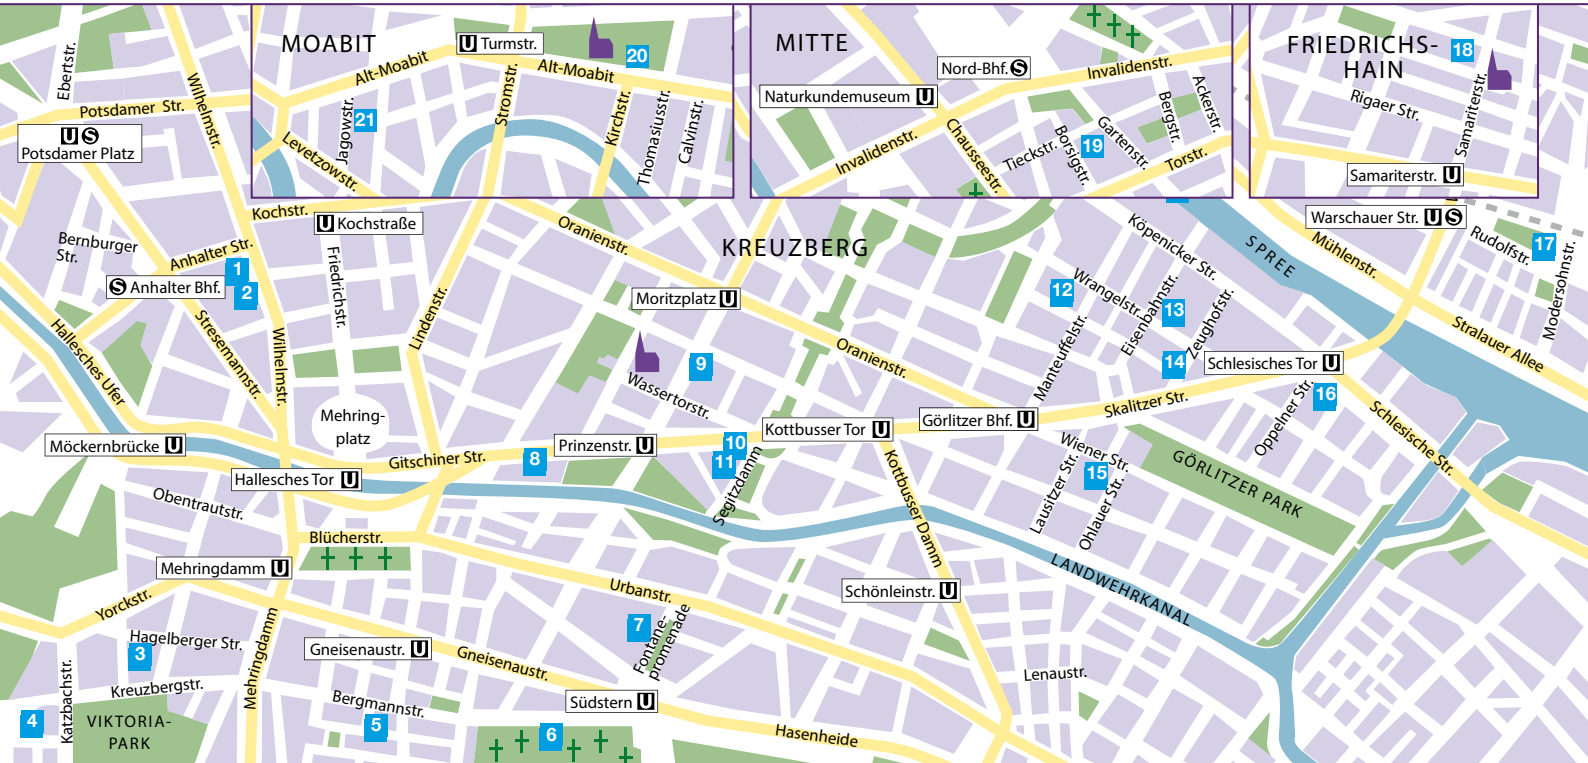 MOABIT
U Turmstr.
20
Alt-Moabit
Alt-Moabit
Stromstr.
Kirchstr.
Thomasiusstr.
Calvinstr.
21
Jagowstr.
Levetzowstr.
MITTE
Nord-Bhf. S
Invalidenstr.
Naturkundemuseum U
Ackerstr.
Bergstr.
Gartenstr.
Borsigstr.
19
Tieckstr.
Chausseestr.
Invalidenstr.
Torstr.
FRIEDRICHS-
HAIN
18
Rigaer Str.
Samariterstr.
Samariterstr. U
Ebertstr.
Wilhelmstr.
Potsdamer Str.
U S
Potsdamer Platz
Kochstr.
U Kochstraße
Bernburger
Str.
Anhalter Str.
1
2
S Anhalter Bhf.
Friedrichstr.
Stresemannstr.
Wilhelmstr.
Lindenstr.
Hallesches Ufer
Mehring-
platz
Möckernbrücke U
Hallesches Tor U
Gitschiner Str.
8
Prinzenstr. U
Oranienstr.
KREUZBERG
Moritzplatz U
9
Wassertorstr.
Oranienstr.
10
11
Segitzdamm
Kottbusser Tor U
Görlitzer Bhf. U
Kottbusser Damm
12
Wrangelstr.
Köpenicker Str.
Eisenbahnstr.
13
Zeughofstr.
Manteuffelstr.
14
Skalitzer Str.
Schlesisches Tor U
16
Oppelner Str.
Schlesische Str.
SPREE
Mühlenstr.
Warschauer Str. U S
Rudolfstr.
17
Modersohnstr.
Stralauer Allee
Wiener Str.
15
Lausitzer Str.
Ohlauer Str.
GÖRLITZER PARK
LANDWEHRKANAL
Obentrautstr.
Blücherstr.
Mehringdamm U
Yorckstr.
Hagelberger Str.
3
Kreuzbergstr.
Katzbachstr.
4
VIKTORIA-
PARK
Mehringdamm
Gneisenaustr. U
Gneisenaustr.
Bergmannstr.
5
6
Südstern U
Hasenheide
Urbanstr.
7
Fontane-
promenade
Schönleinstr. U
Lenaustr.